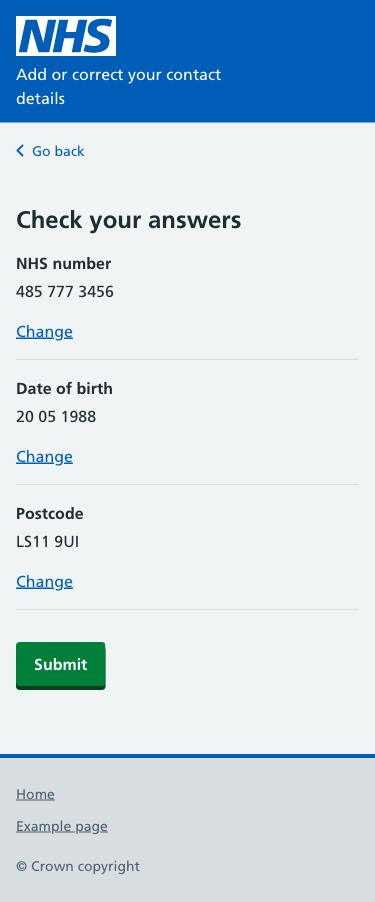 NHS
Add or correct your contact
details
Go back
Check your answers
NHS number
485 777 3456
Change
Date of birth
20 05 1988
Change
Postcode
LS11 9UI
Change
Submit
Home
Example page
© Crown copyright